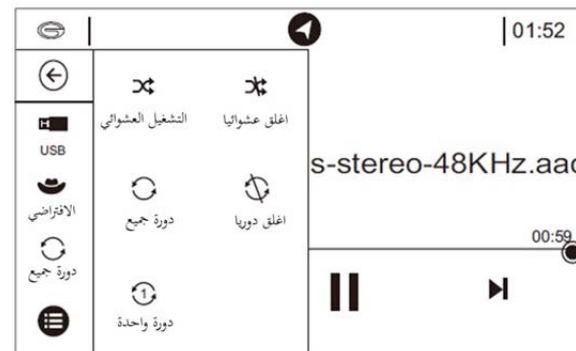 01:52
USB
الافتراضي
دورة جميع
التشغيل العشوائي
اغلق عشوائيا
دورة جميع
اغلق دوريا
1
دورة واحدة
s-stereo-48KHz.aac
00:59